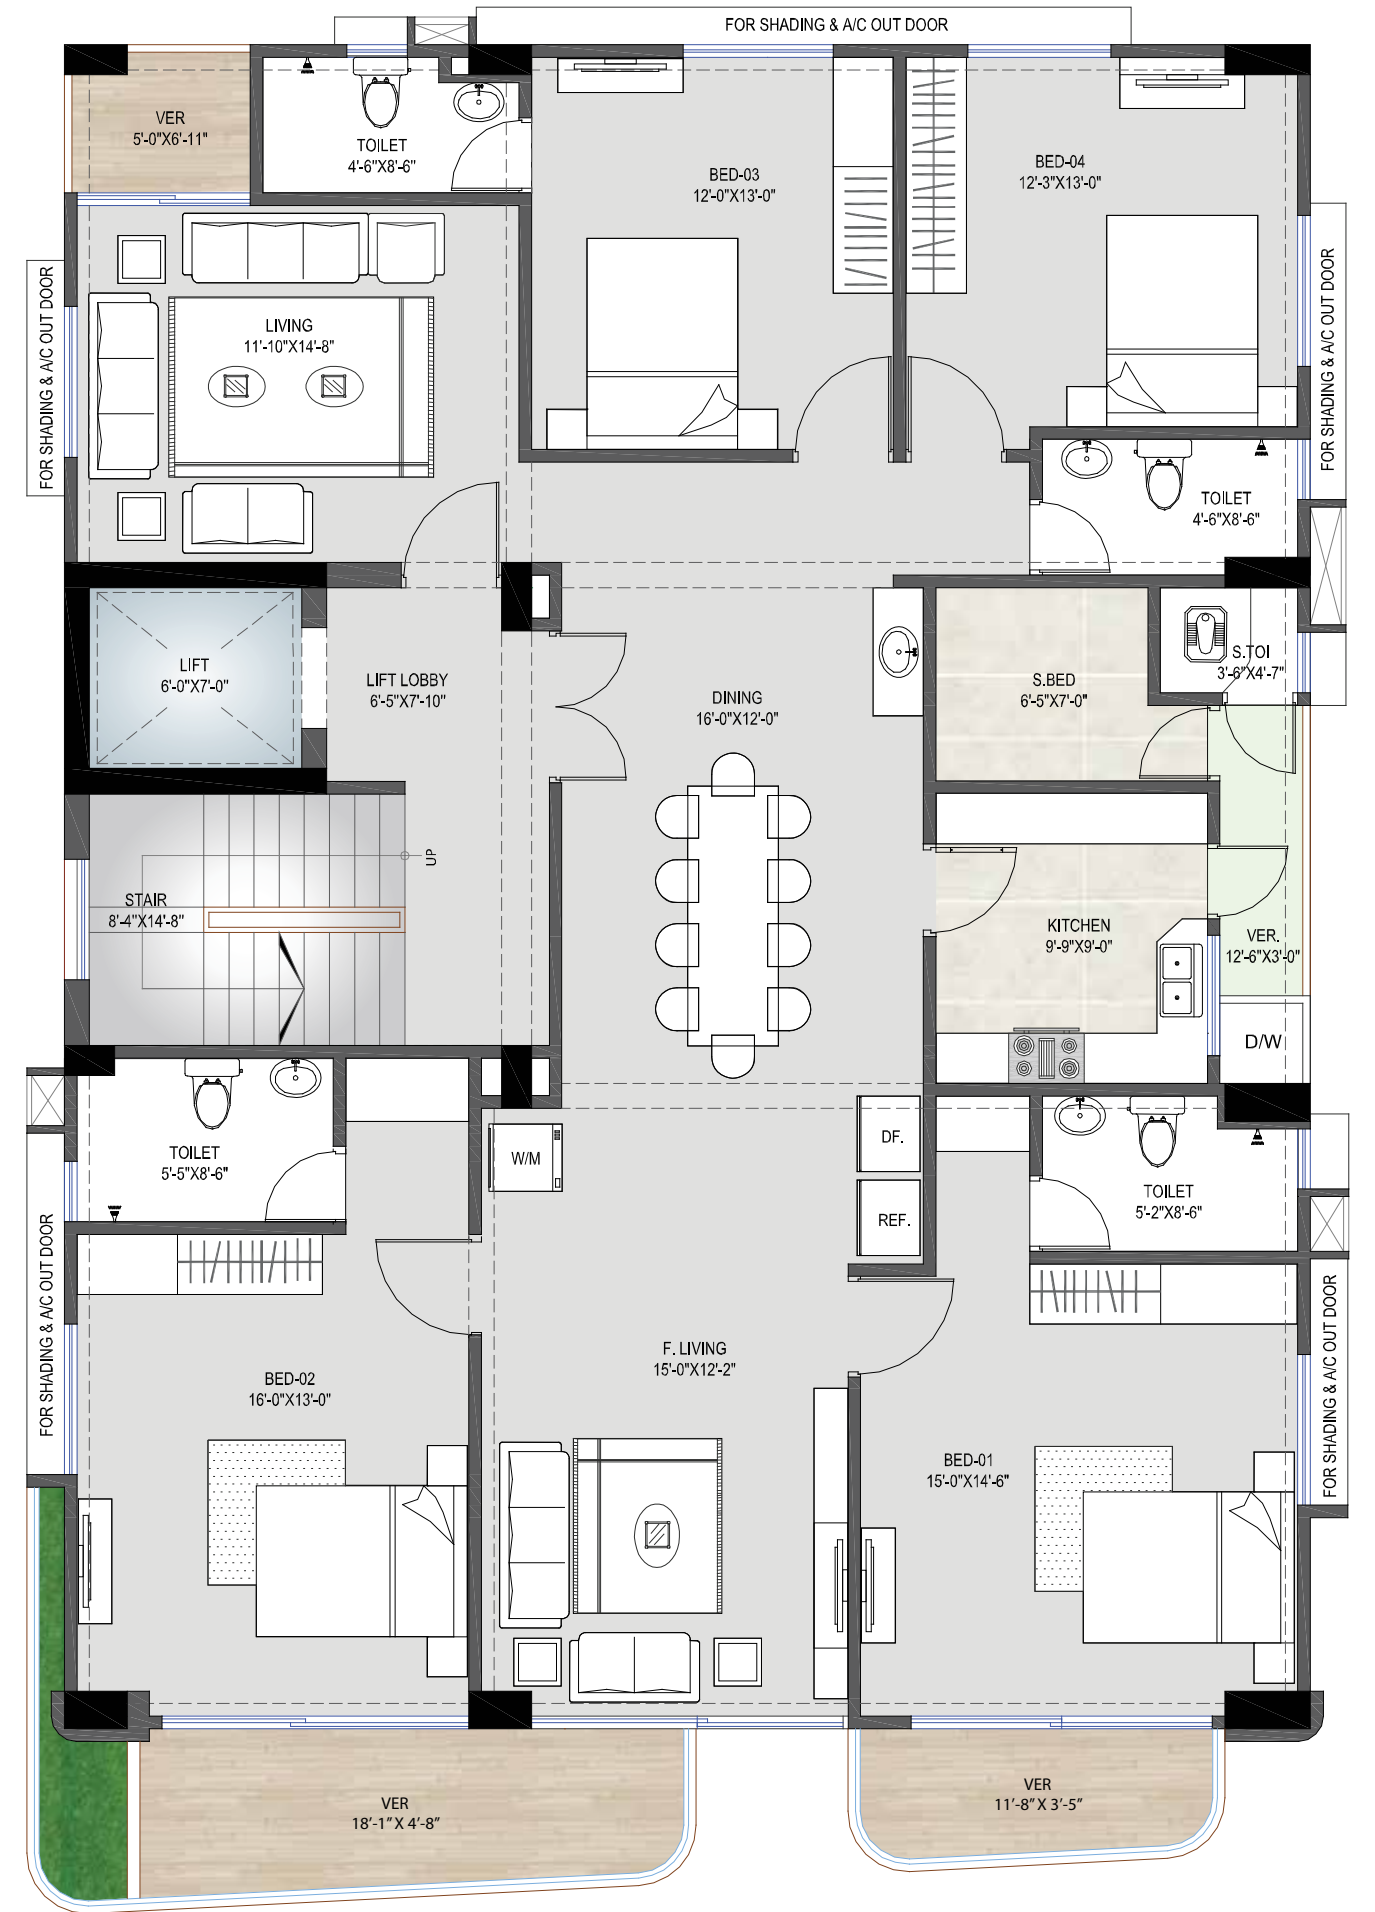 FOR SHADING & A/C OUT DOOR
VER
5'-0"X6'-11"
TOILET
4'-6"X8'-6"
BED-03
12'-0"X13'-0"
BED-04
12'-3"X13'-0"
FOR SHADING & A/C OUT DOOR
FOR SHADING & A/C OUT DOOR
LIVING
11'-10"X14'-8"
TOILET
4'-6"X8'-6"
LIFT
6'-0"X7'-0"
LIFT LOBBY
6'-5"X7'-10"
DINING
16'-0"X12'-0"
S.BED
6'-5"X7'-0"
S.TOI
3'-6"X4'-7"
UP
STAIR
8'-4"X14'-8"
KITCHEN
9'-9"X9'-0"
VER.
12'-6"X3'-0"
D/W
TOILET
5'-5"X8'-6"
W/M
DF.
REF.
TOILET
5'-2"X8'-6"
FOR SHADING & A/C OUT DOOR
FOR SHADING & A/C OUT DOOR
F. LIVING
15'-0"X12'-2"
BED-02
16'-0"X13'-0"
BED-01
15'-0"X14'-6"
VER
18'-1" X 4'-8"
VER
11'-8" X 3'-5"